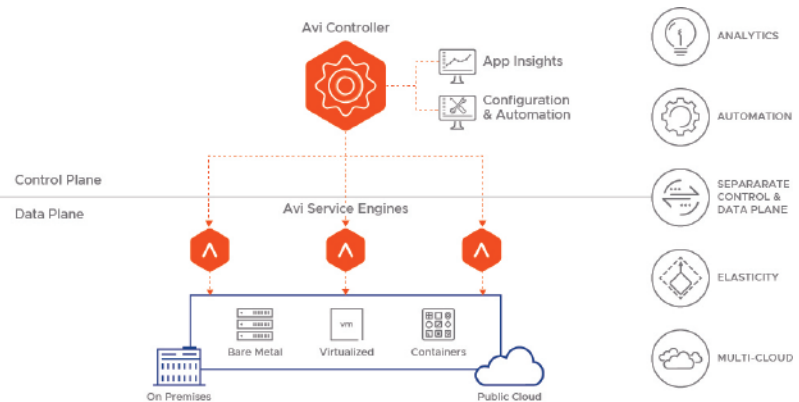 Avi Controller
App Insights
Configuration
& Automation
Control Plane
Data Plane
Avi Service Engines
vm
Bare Metal
Virtualized
Containers
On Premises
Public Cloud
ANALYTICS
AUTOMATION
SEPARARATE
CONTROL &
DATA PLANE
ELASTICITY
MULTI-CLOUD